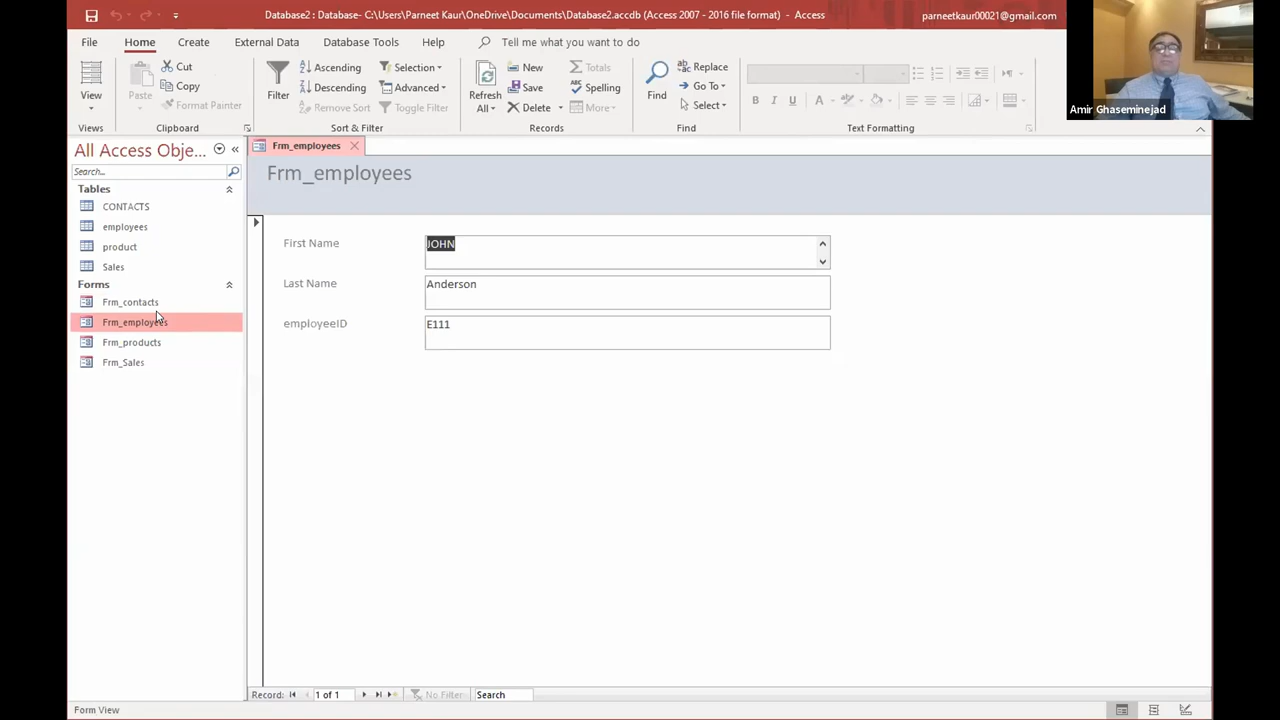 Database2 : Database- C:\Users\Parneet Kaur\OneDrive\Documents\Database2.accdb (Access 2007 - 2016 file format) - Access
parneetkaur00021@gmail.com
File Home Create External Data Database Tools Help Tell me what you want to do
View
Views
Paste
Cut
Copy
Format Painter
Clipboard
Filter
Ascending
Descending
Remove Sort
Selection
Advanced
Toggle Filter
Sort & Filter
Refresh
All
New
Save
Delete
Totals
Spelling
More
Records
Find
Replace
Go To
Select
Find
B I U A
Text Formatting
Amir Ghaseminejad
All Access Obje...
Search...
Tables
CONTACTS
employees
product
Sales
Forms
Frm_contacts
Frm_employees
Frm_products
Frm_Sales
Frm_employees
Frm_employees
First Name JOHN
Last Name Anderson
employeeID E111
Record: 1 of 1 No Filter Search
Form View